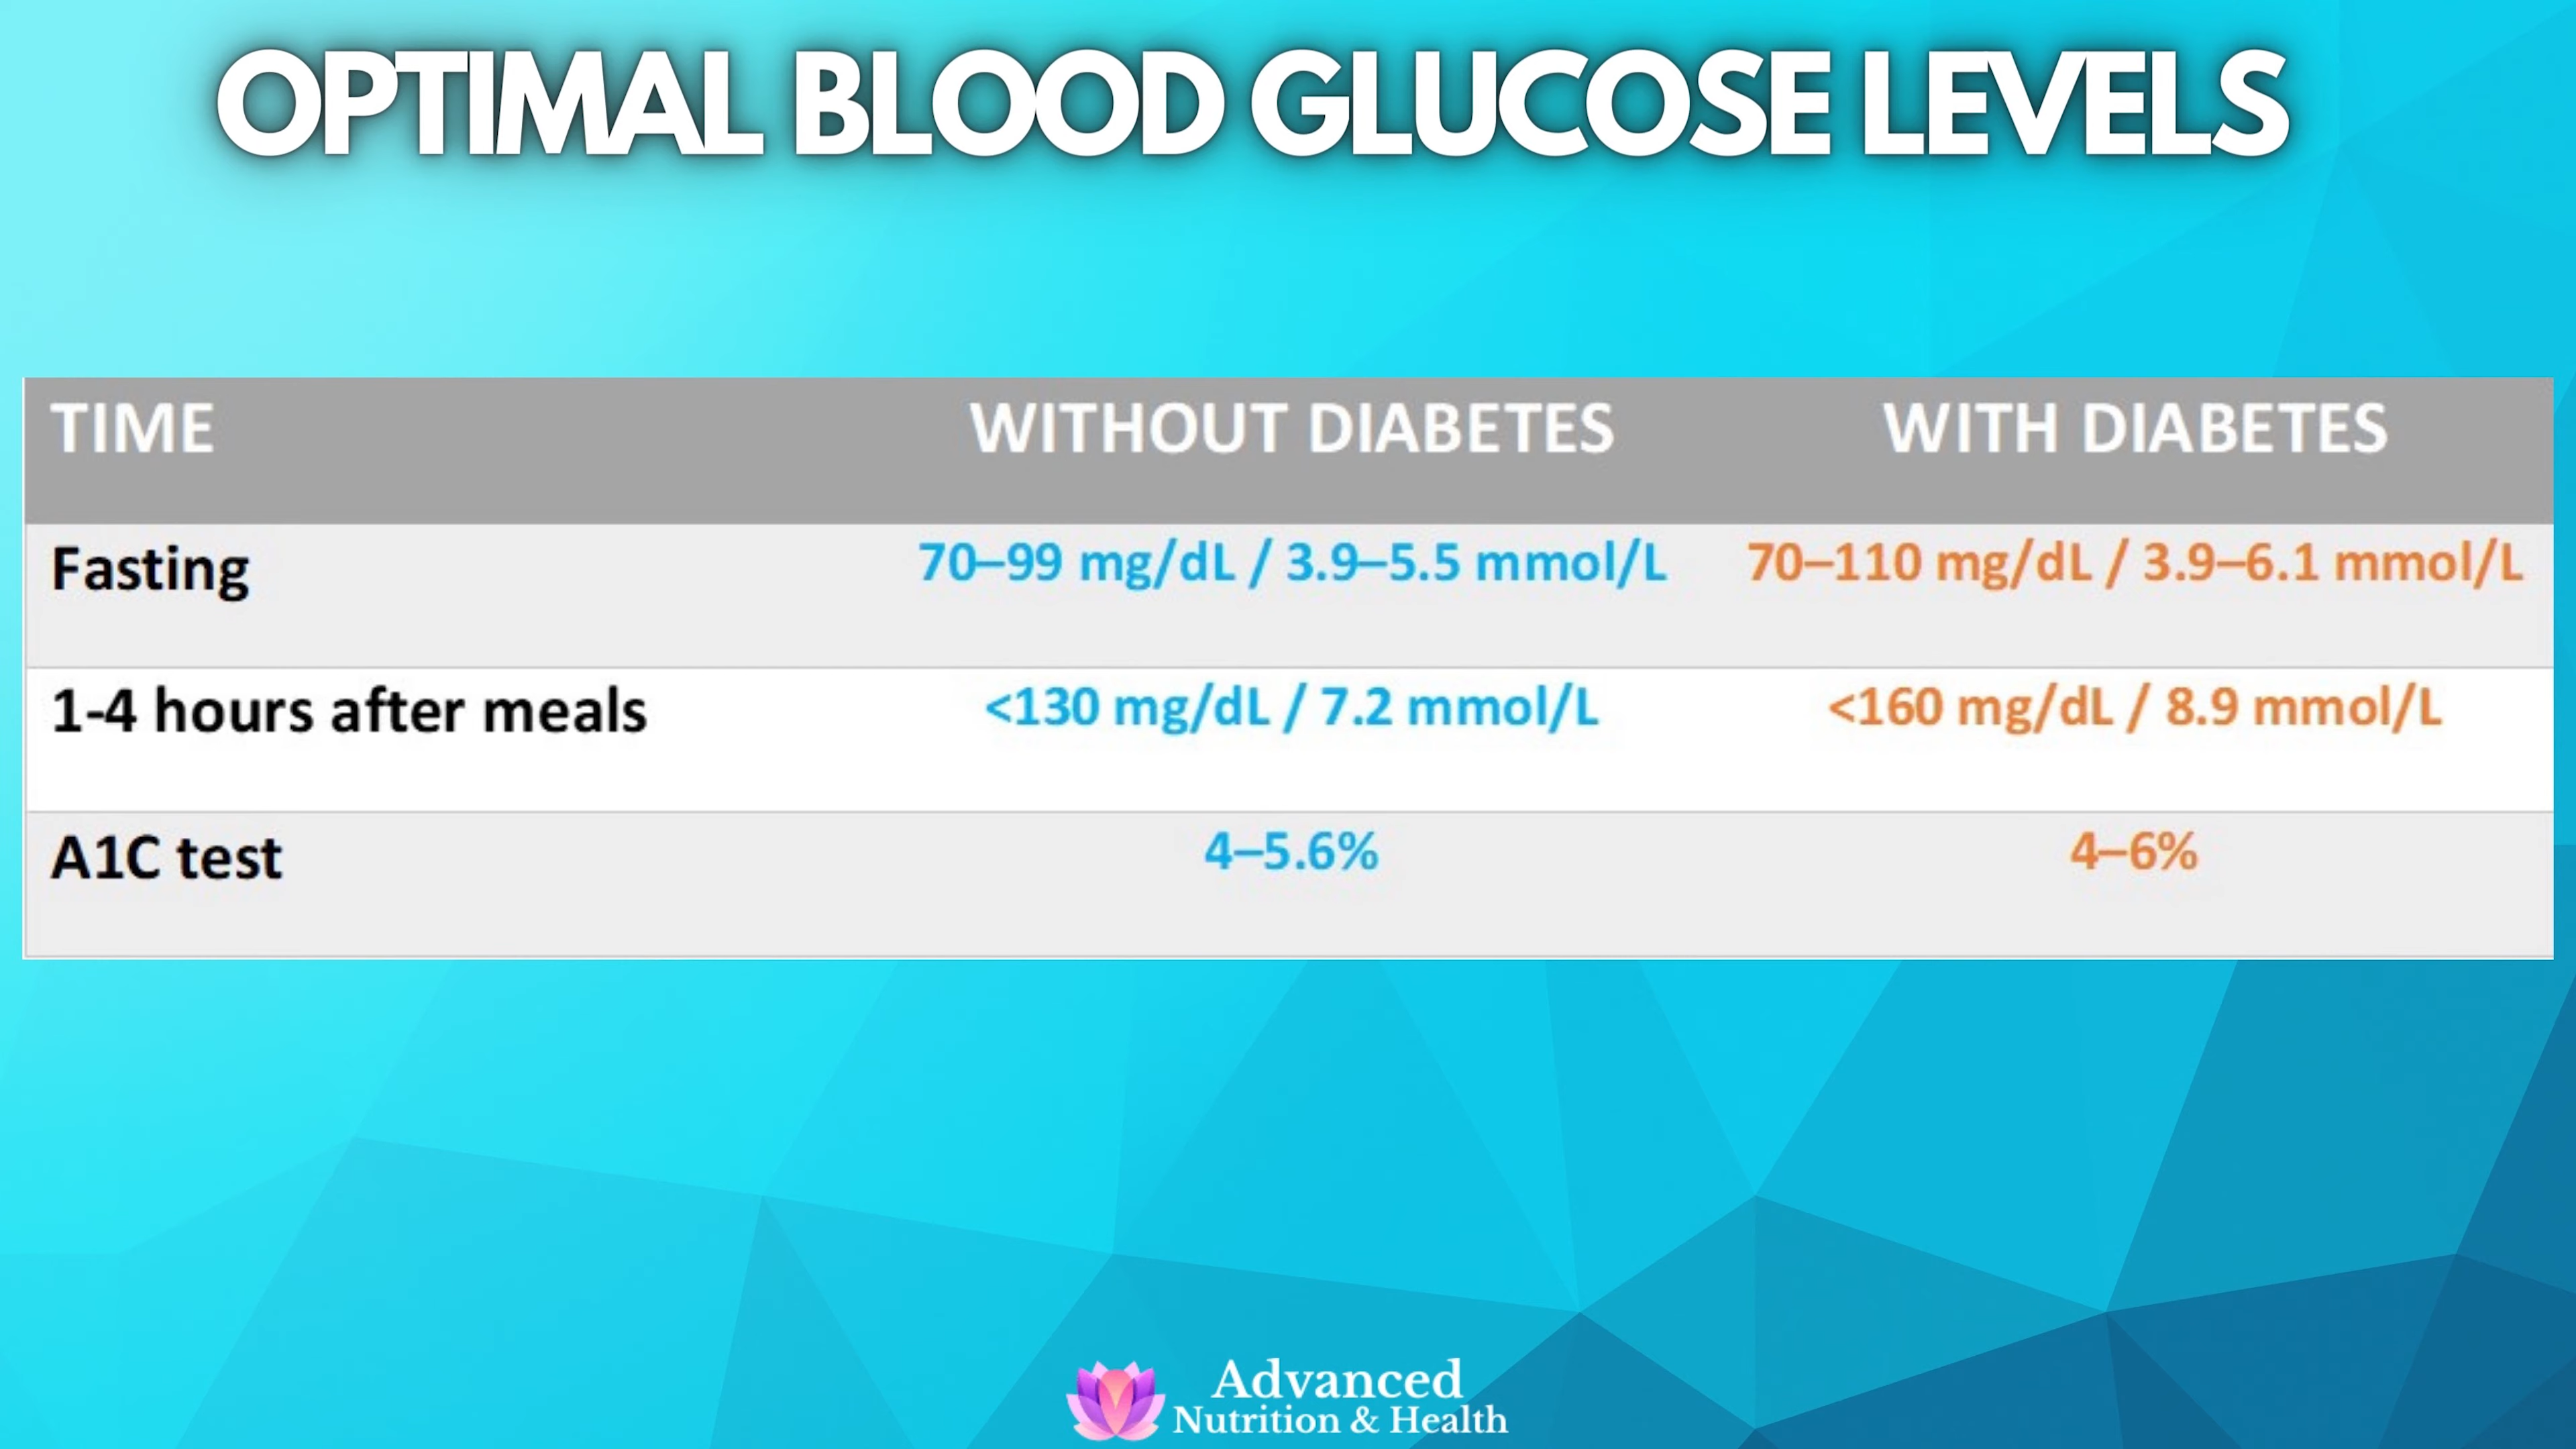 OPTIMAL BLOOD GLUCOSE LEVELS
TIME WITHOUT DIABETES WITH DIABETES
Fasting 70–99 mg/dL / 3.9–5.5 mmol/L 70–110 mg/dL / 3.9–6.1 mmol/L
1-4 hours after meals <130 mg/dL / 7.2 mmol/L <160 mg/dL / 8.9 mmol/L
A1C test 4–5.6% 4–6%
Advanced
Nutrition & Health